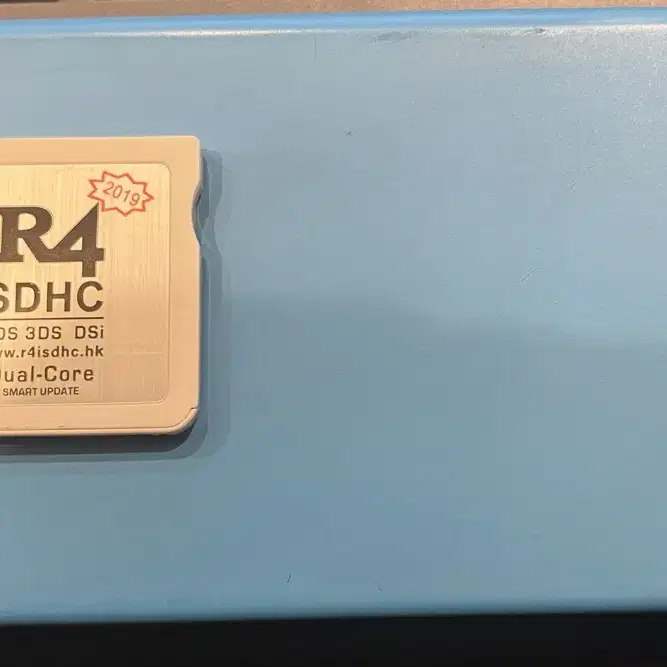 2019
R4
SDHC
DS 3DS DSi
w.r4isdhc.hk
ual-Core
SMART UPDATE